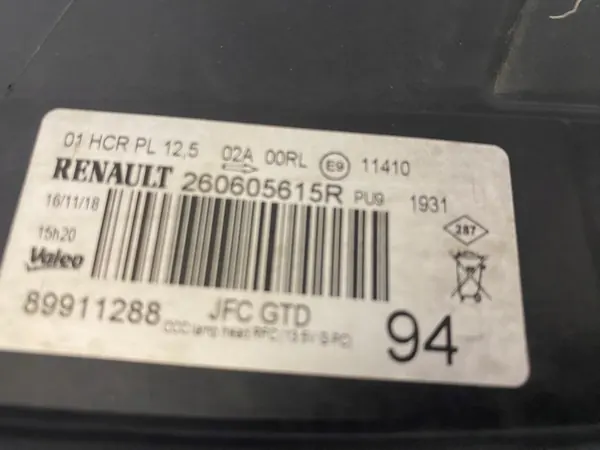 01 HCR PL 12,5 02A 00RL E9 11410
RENAULT 260605615R PU9 1931
16/11/18
15h20
287
Valeo
89911288 JFC GTD 94